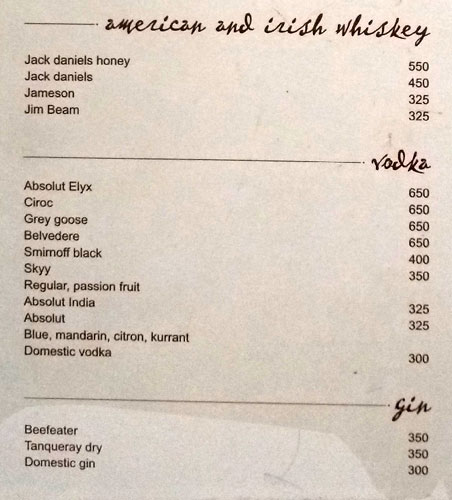 american and irish whiskey
Jack daniels honey 550
Jack daniels 450
Jameson 325
Jim Beam 325
vodka
Absolut Elyx 650
Ciroc 650
Grey goose 650
Belvedere 650
Smirnoff black 400
Skyy 350
Regular, passion fruit
Absolut India 325
Absolut 325
Blue, mandarin, citron, kurrant
Domestic vodka 300
gin
Beefeater 350
Tanqueray dry 350
Domestic gin 300